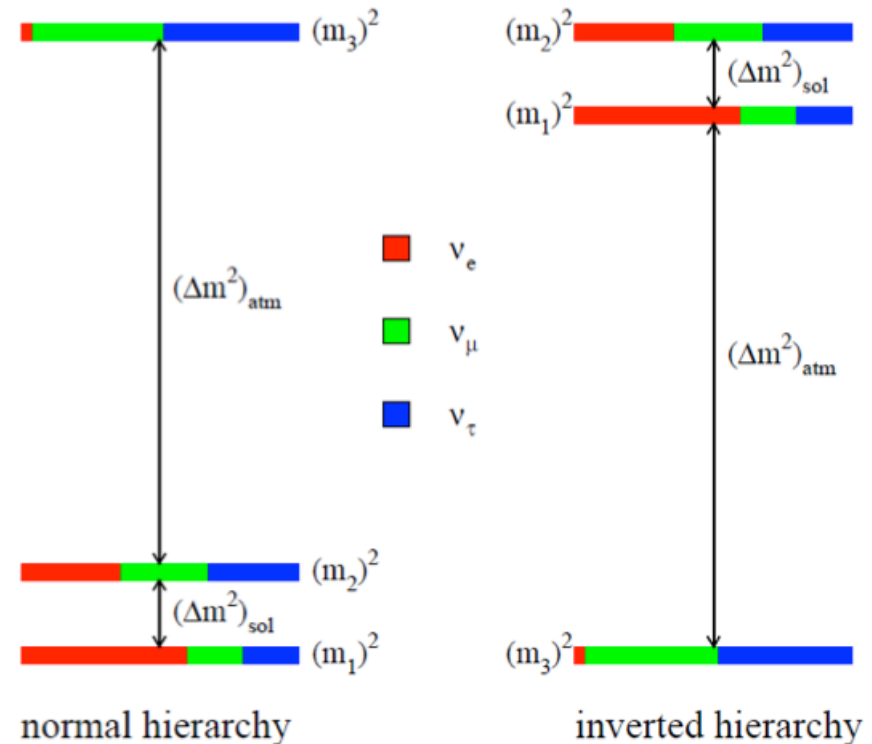 (m₃)²
(Δm²)atm
(m₂)²
(Δm²)sol
(m₁)²
normal hierarchy
νe
νμ
ντ
(m₂)²
(Δm²)sol
(m₁)²
(Δm²)atm
(m₃)²
inverted hierarchy